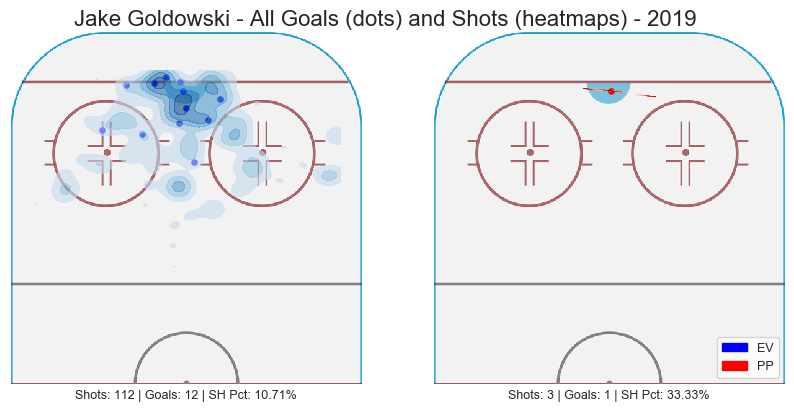 Jake Goldowski - All Goals (dots) and Shots (heatmaps) - 2019
EV
PP
Shots: 112 | Goals: 12 | SH Pct: 10.71%
Shots: 3 | Goals: 1 | SH Pct: 33.33%